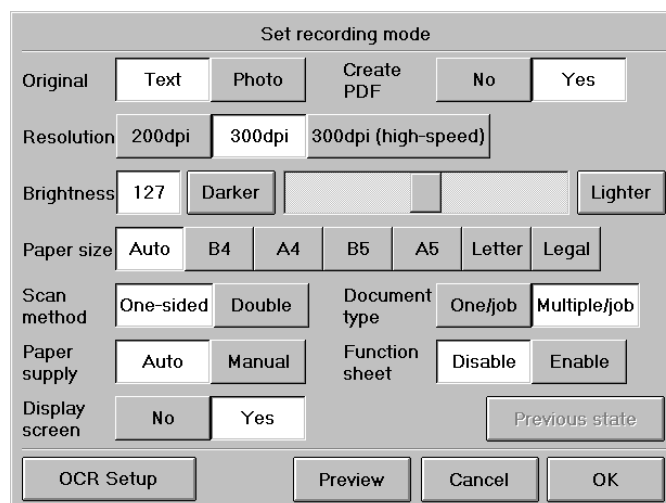 Set recording mode
Original Text Photo Create PDF No Yes
Resolution 200dpi 300dpi 300dpi (high-speed)
Brightness 127 Darker Lighter
Paper size Auto B4 A4 B5 A5 Letter Legal
Scan method One-sided Double Document type One/job Multiple/job
Paper supply Auto Manual Function sheet Disable Enable
Display screen No Yes Previous state
OCR Setup Preview Cancel OK